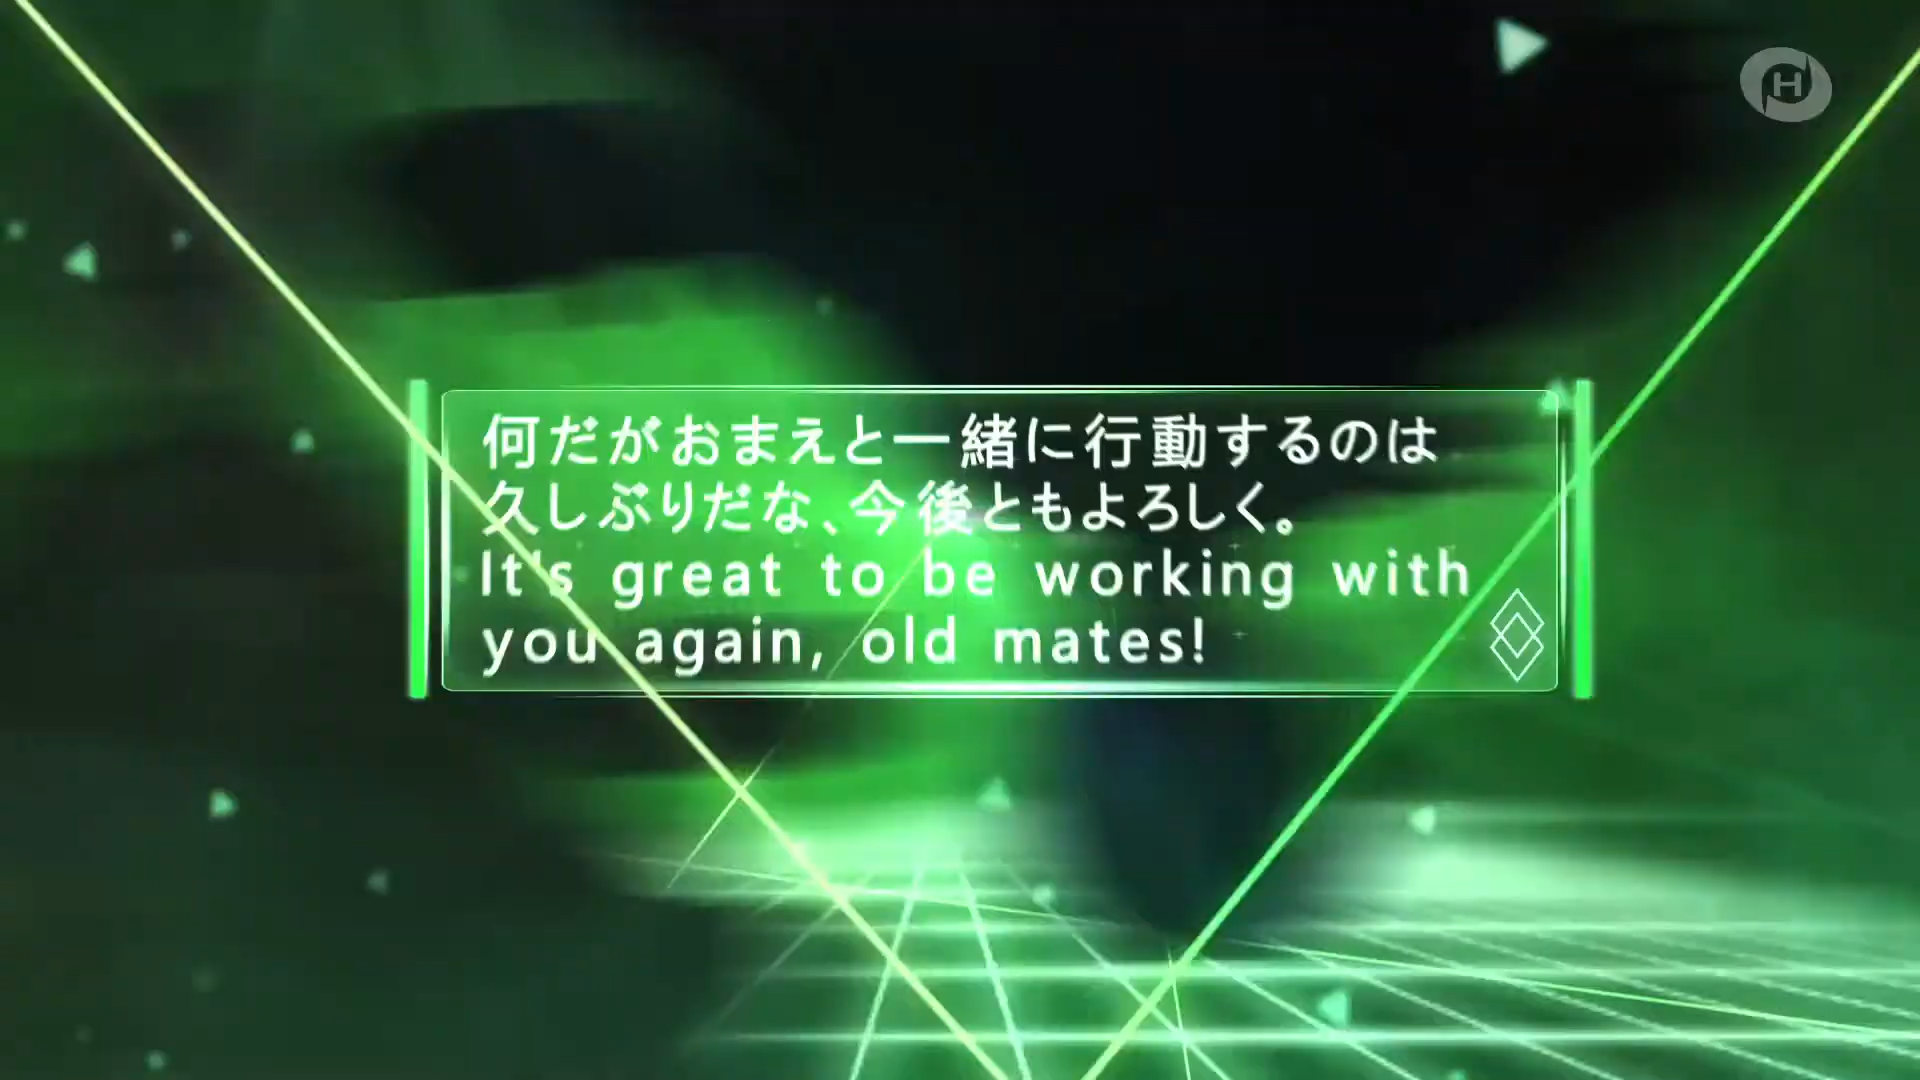 何だがおまえと一緒に行動するのは
久しぶりだな、今後ともよろしく。
It's great to be working with
you again, old mates!
H